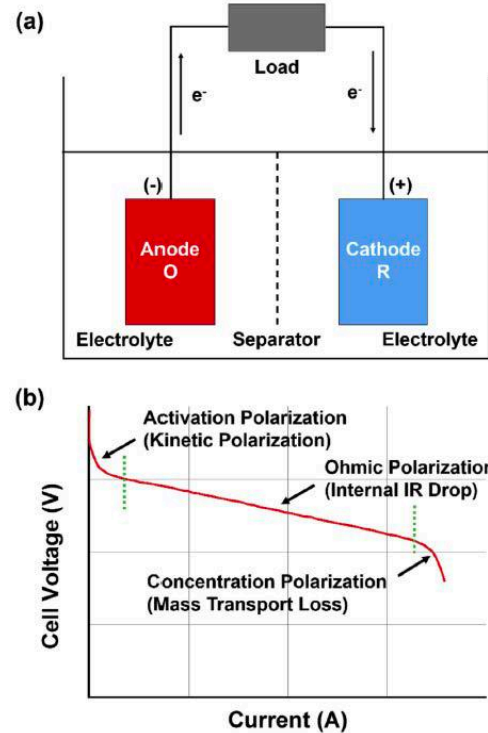 (a)
Load
e-
e-
(-)
(+)
Anode
O
Cathode
R
Electrolyte
Separator
Electrolyte
(b)
Activation Polarization
(Kinetic Polarization)
Ohmic Polarization
(Internal IR Drop)
Concentration Polarization
(Mass Transport Loss)
Cell Voltage (V)
Current (A)